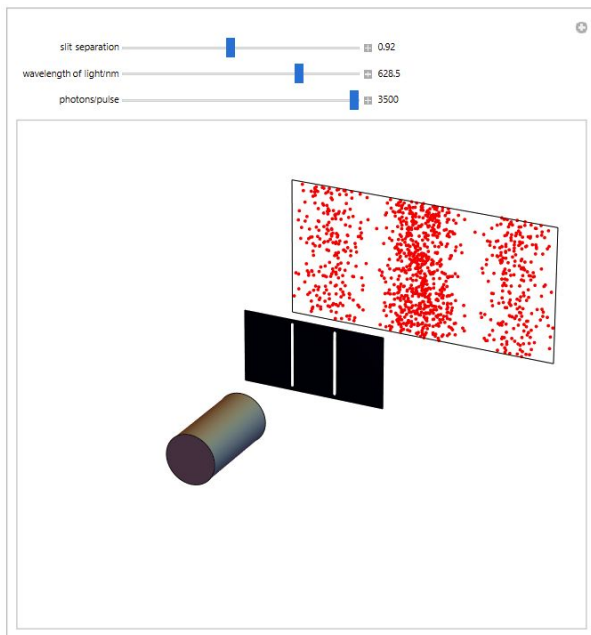 slit separation 0.92
wavelength of light/nm 628.5
photons/pulse 3500